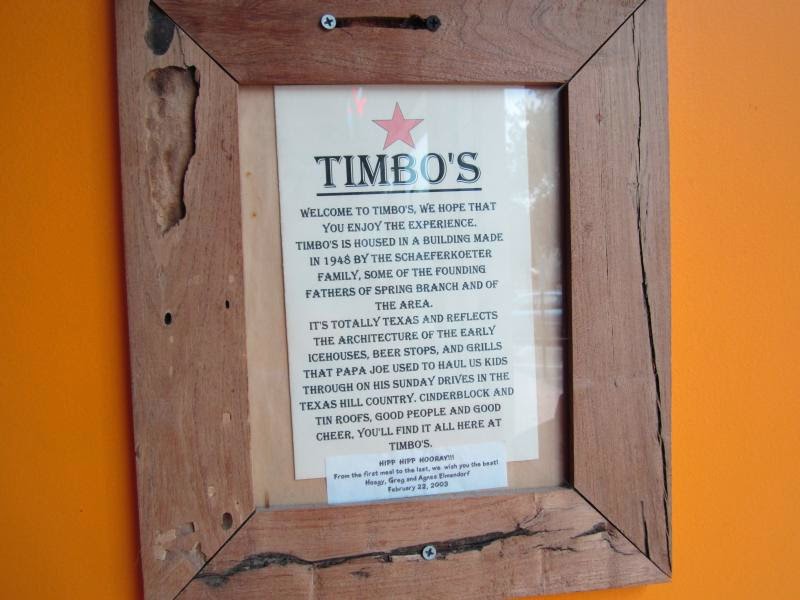 TIMBO'S
WELCOME TO TIMBO'S, WE HOPE THAT
YOU ENJOY THE EXPERIENCE.
TIMBO'S IS HOUSED IN A BUILDING MADE
IN 1948 BY THE SCHAEFERKOETER
FAMILY, SOME OF THE FOUNDING
FATHERS OF SPRING BRANCH AND OF
THE AREA.
IT'S TOTALLY TEXAS AND REFLECTS
THE ARCHITECTURE OF THE EARLY
ICEHOUSES, BEER STOPS, AND GRILLS
THAT PAPA JOE USED TO HAUL US KIDS
THROUGH ON HIS SUNDAY DRIVES IN THE
TEXAS HILL COUNTRY. CINDERBLOCK AND
TIN ROOFS, GOOD PEOPLE AND GOOD
CHEER, YOU'LL FIND IT ALL HERE AT
TIMBO'S.
HIPP HIPP HOORAY!!!
From the first meal to the last, we wish you the best!
Hoagy, Greg and Agnes Elmendorf
February 22, 2003